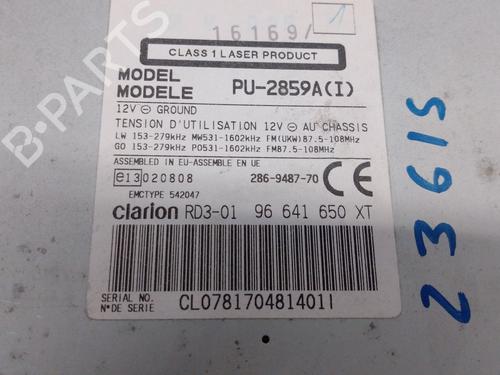 16169/
1
CLASS 1 LASER PRODUCT
MODEL
MODELE PU-2859A(I)
12V ⊖ GROUND
TENSION D'UTILISATION 12V ⊖ AU CHASSIS
LW 153-279kHz MW531-1602kHz FM(UKW)87.5-108MHz
GO 153-279kHz PO531-1602kHz FM87.5-108MHz
ASSEMBLED IN EU-ASSEMBLE EN UE
e13 020808 286-9487-70 CE
EMCTYPE 542047
clarion RD3-01 96 641 650 XT
SERIAL NO.
N° DE SERIE CL0781704814011
23615
B-PARTS